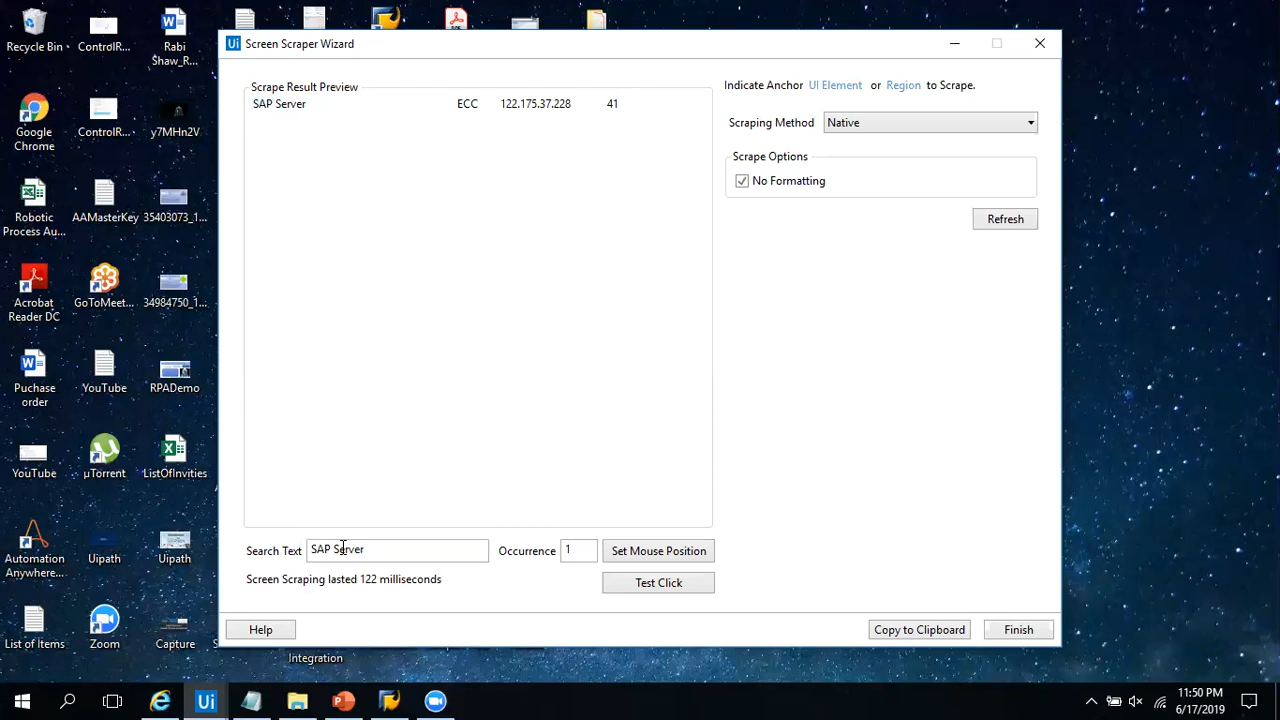 Recycle Bin
ControlR...
Rabi
Shaw_R...
Google
Chrome
ControlR...
y7MHn2V
Robotic
Process Au...
AAMasterKey
35403073_1...
Acrobat
Reader DC
GoToMeet...
34984750_1...
Puchase
order
YouTube
RPADemo
YouTube
µTorrent
ListOfInvities
Automation
Anywhere...
Uipath
Uipath
List of Items
Zoom
Capture
Integration
Ui Screen Scraper Wizard
Scrape Result Preview
SAP Server ECC 122.175.37.228 41
Indicate Anchor UI Element or Region to Scrape.
Scraping Method Native
Scrape Options
No Formatting
Refresh
Search Text SAP Server Occurrence 1 Set Mouse Position
Screen Scraping lasted 122 milliseconds
Test Click
Help
Copy to Clipboard
Finish
Ui
11:50 PM
6/17/2019